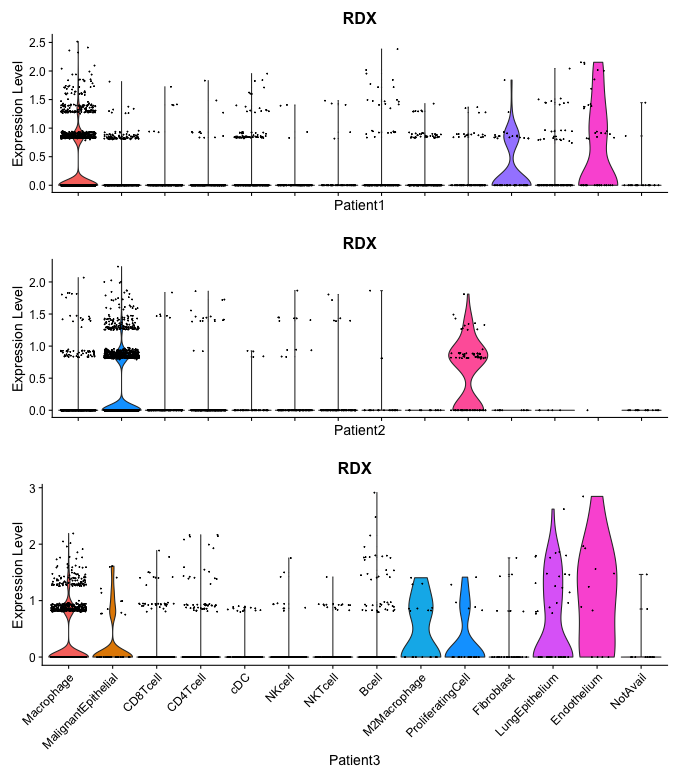 RDX
Expression Level
2.5
2.0
1.5
1.0
0.5
0.0
Patient1
RDX
Expression Level
2.0
1.5
1.0
0.5
0.0
Patient2
RDX
Expression Level
3
2
1
0
Macrophage
MalignantEpithelial
CD8Tcell
CD4Tcell
cDC
NKcell
NKTcell
Bcell
M2Macrophage
ProliferatingCell
Fibroblast
LungEpithelium
Endothelium
NotAvail
Patient3